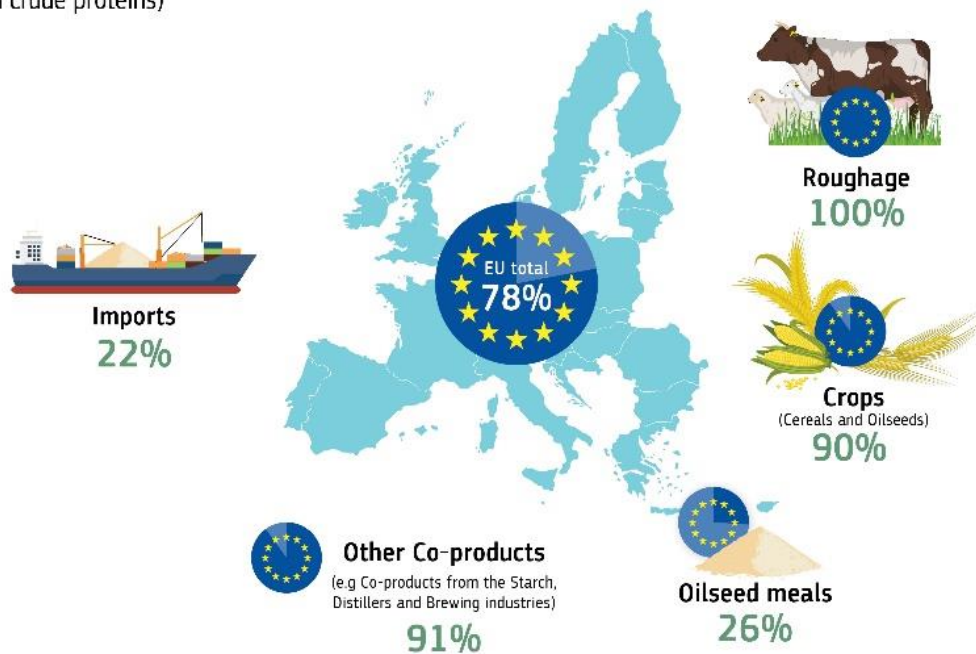 crude proteins)
Roughage
100%
EU total
78%
Imports
22%
Crops
(Cereals and Oilseeds)
90%
Other Co-products
(e.g Co-products from the Starch,
Distillers and Brewing industries)
91%
Oilseed meals
26%